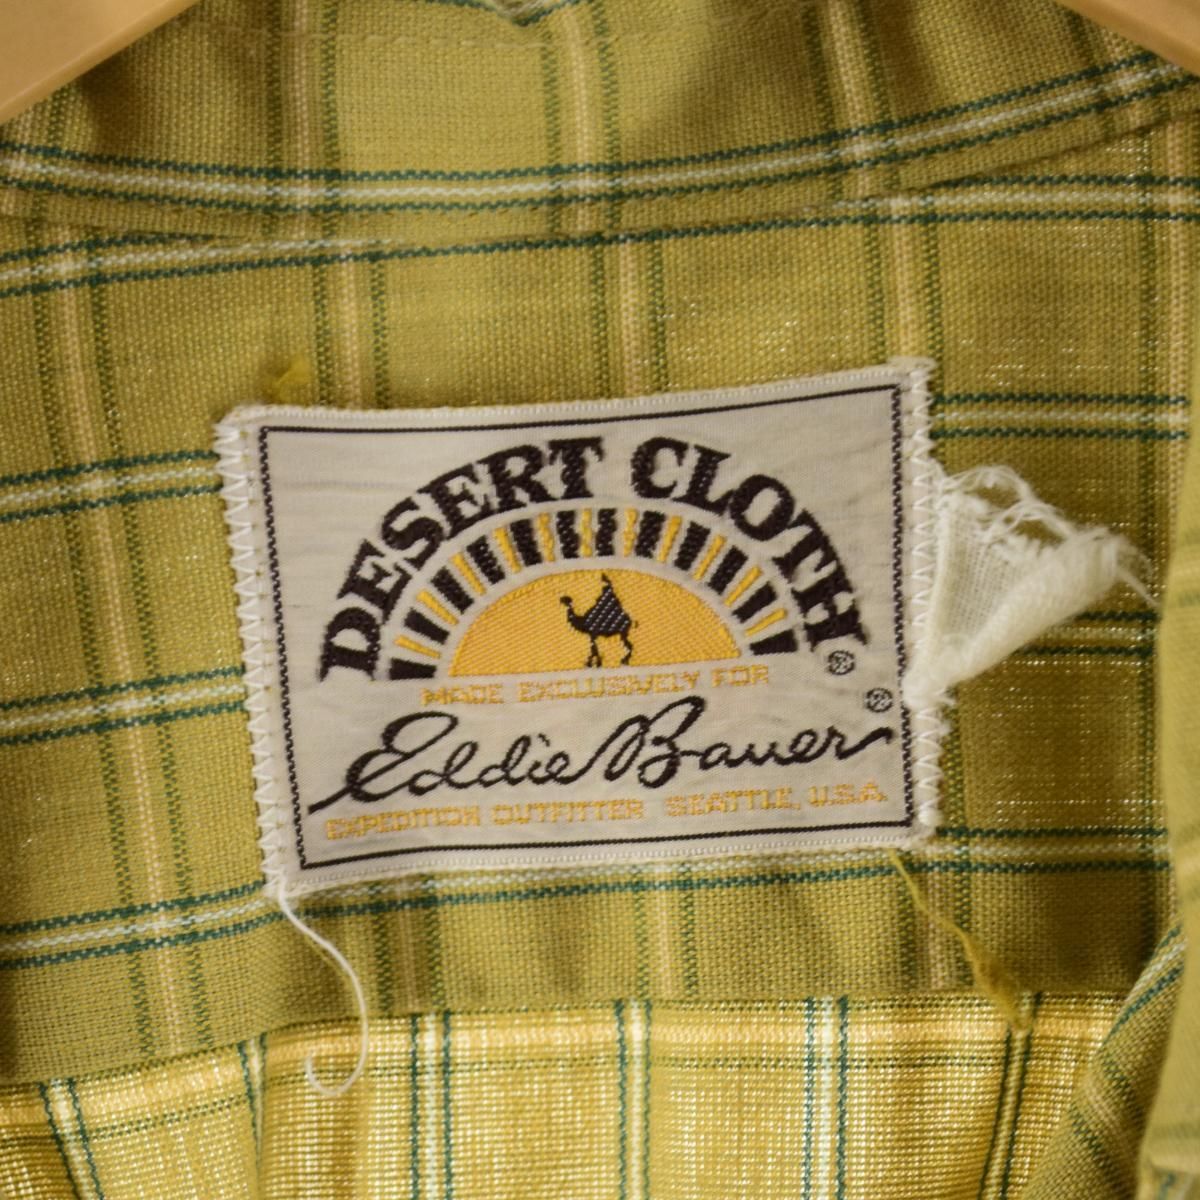 DESERT CLOTH®
MADE EXCLUSIVELY FOR
Eddie Bauer®
EXPEDITION OUTFITTER SEATTLE, U.S.A.